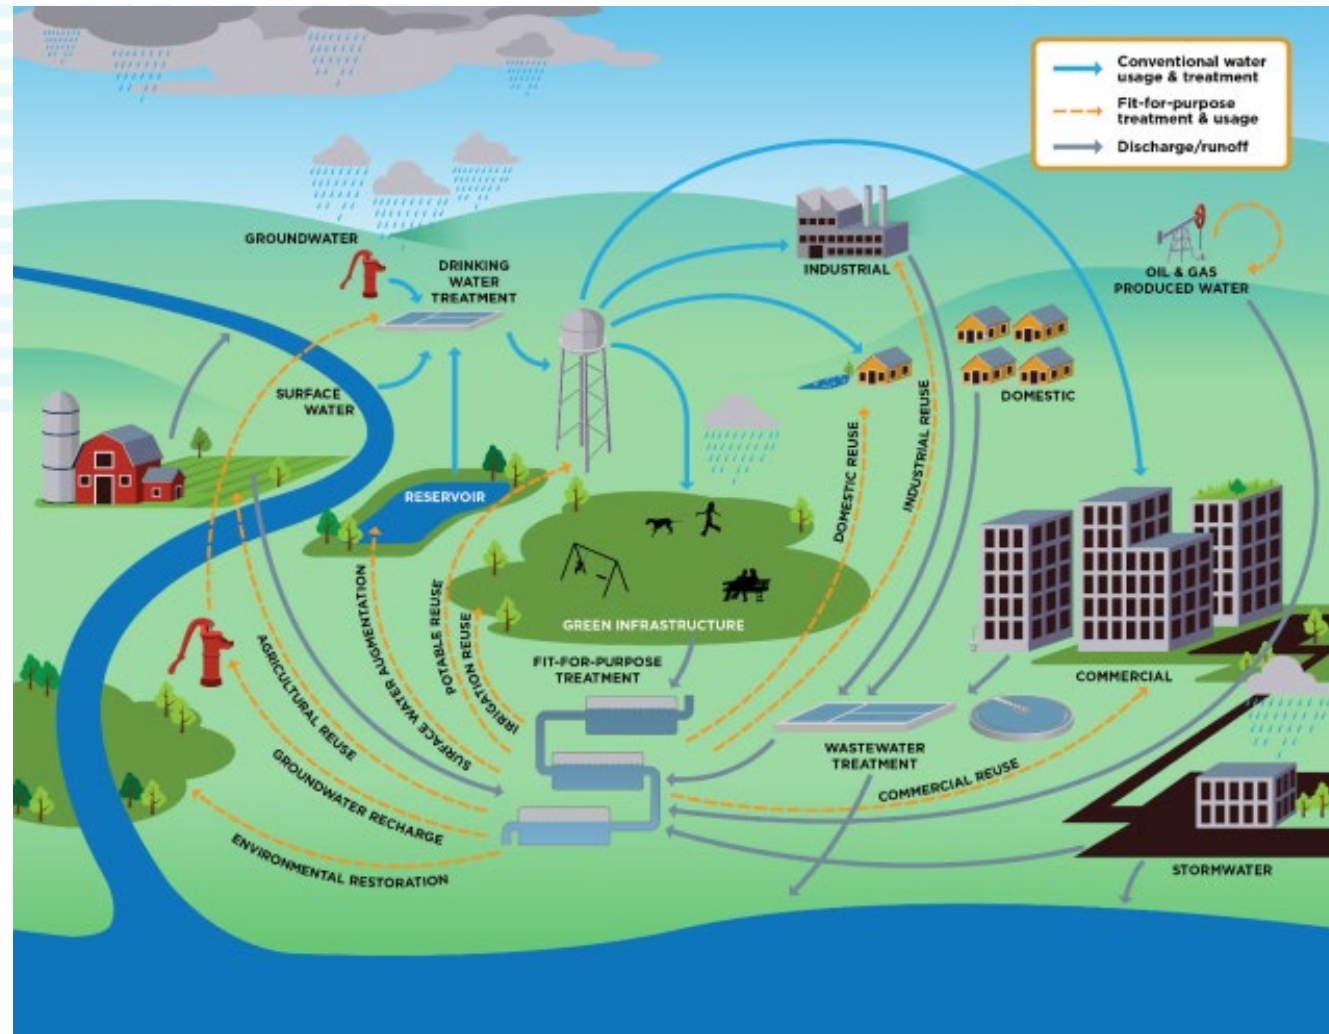 Conventional water
usage & treatment
Fit-for-purpose
treatment & usage
Discharge/runoff
GROUNDWATER
DRINKING
WATER
TREATMENT
INDUSTRIAL
OIL & GAS
PRODUCED WATER
SURFACE
WATER
DOMESTIC
RESERVOIR
DOMESTIC REUSE
INDUSTRIAL REUSE
GREEN INFRASTRUCTURE
FIT-FOR-PURPOSE
TREATMENT
POTABLE REUSE
IRRIGATION REUSE
SURFACE WATER AUGMENTATION
AGRICULTURAL REUSE
GROUNDWATER RECHARGE
ENVIRONMENTAL RESTORATION
COMMERCIAL
WASTEWATER
TREATMENT
COMMERCIAL REUSE
STORMWATER